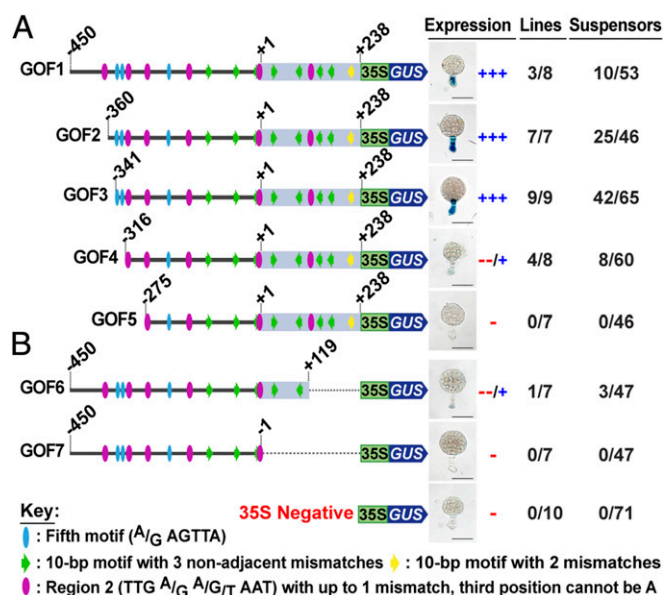 A
Expression Lines Suspensors
-450 +1 +238
GOF1 35S GUS +++ 3/8 10/53
-360 +1 +238
GOF2 35S GUS +++ 7/7 25/46
-341 +1 +238
GOF3 35S GUS +++ 9/9 42/65
-316 +1 +238
GOF4 35S GUS --/+ 4/8 8/60
-275 +1 +238
GOF5 35S GUS - 0/7 0/46
B
-450 +119
GOF6 35S GUS --/+ 1/7 3/47
-450 -1
GOF7 35S GUS - 0/7 0/47
35S Negative 35S GUS - 0/10 0/71
Key:
: Fifth motif (A/G AGTTA)
: 10-bp motif with 3 non-adjacent mismatches : 10-bp motif with 2 mismatches
: Region 2 (TTG A/G A/G/T AAT) with up to 1 mismatch, third position cannot be A